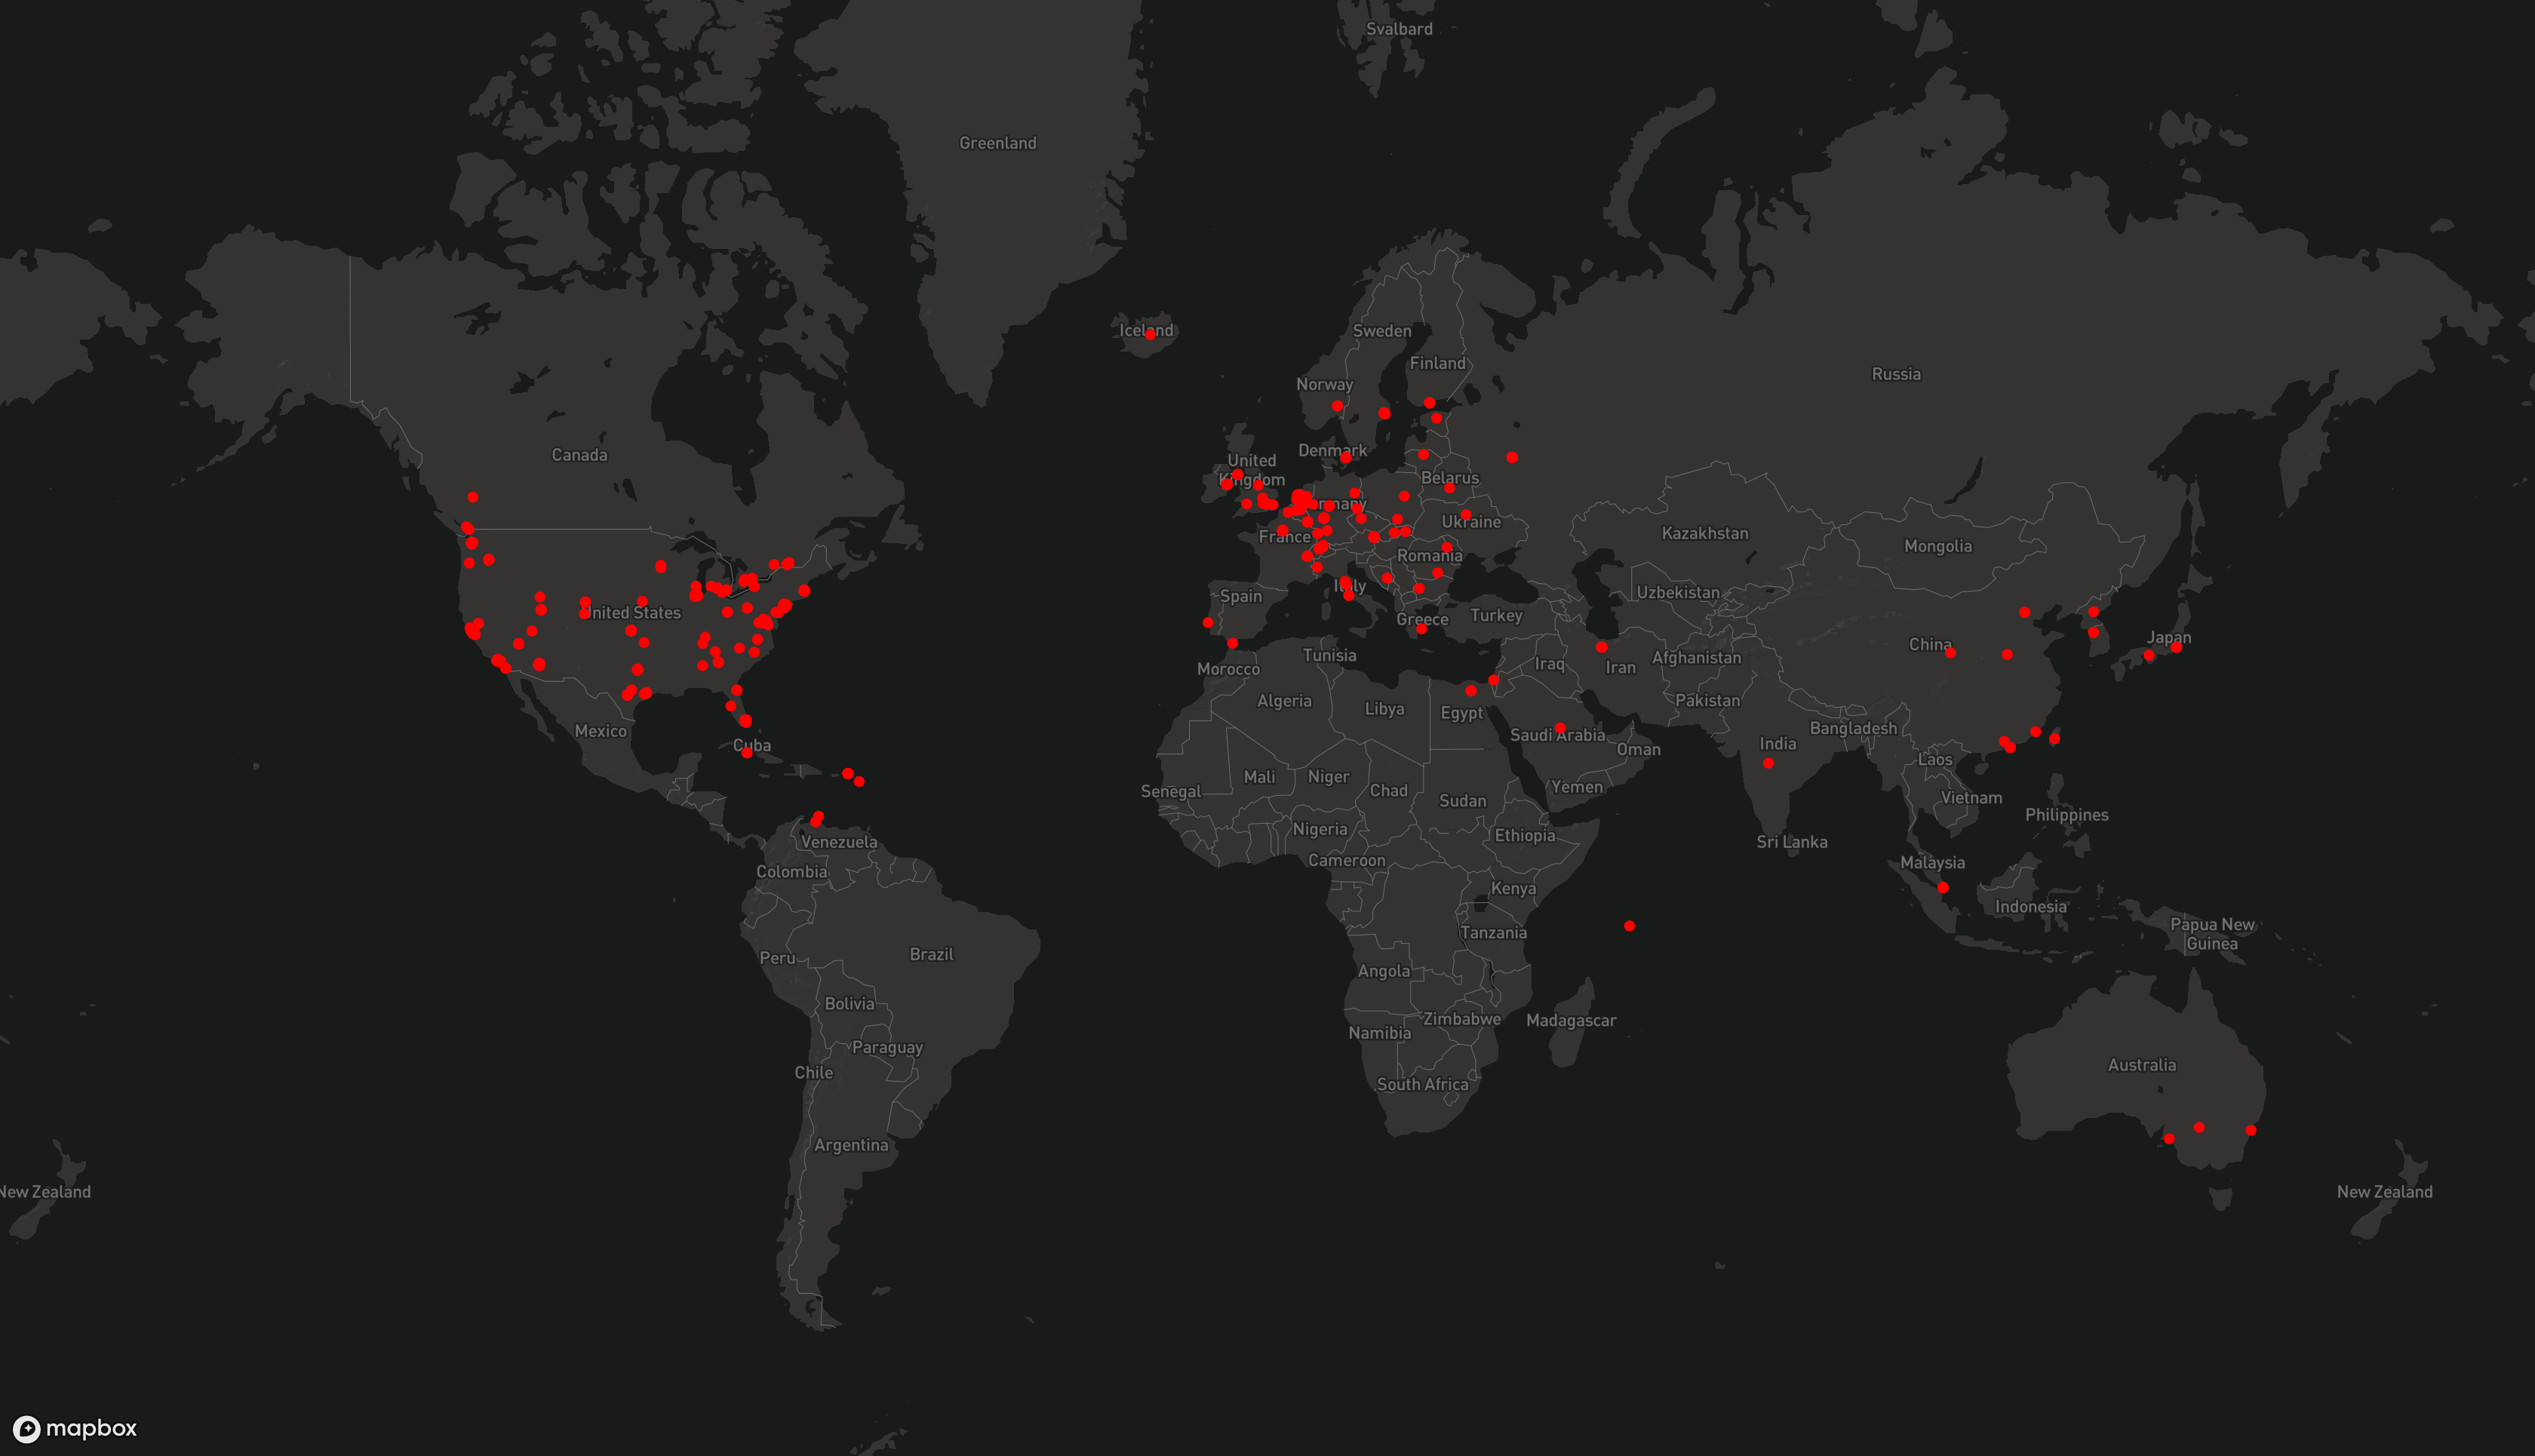 Svalbard
Greenland
Iceland
Sweden
Finland
Russia
Norway
Canada
Denmark
United
Kingdom
Belarus
Germany
Ukraine
France
Kazakhstan
Mongolia
Romania
Italy
Spain
Uzbekistan
United States
Turkey
Greece
Japan
China
Tunisia
Afghanistan
Iraq
Iran
Morocco
Algeria
Pakistan
Libya
Egypt
Mexico
Bangladesh
Saudi Arabia
Cuba
India
Oman
Laos
Mali
Niger
Yemen
Senegal
Chad
Vietnam
Sudan
Philippines
Nigeria
Ethiopia
Venezuela
Sri Lanka
Cameroon
Malaysia
Colombia
Kenya
Indonesia
Papua New
Guinea
Tanzania
Brazil
Peru
Angola
Bolivia
Zimbabwe
Madagascar
Namibia
Paraguay
Australia
Chile
South Africa
Argentina
New Zealand
New Zealand
mapbox